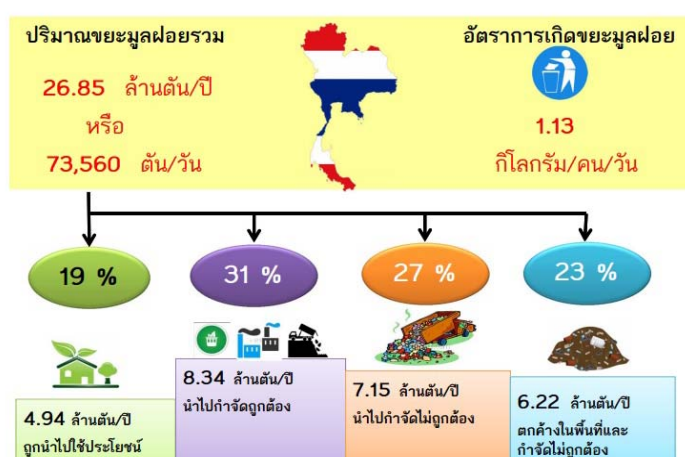 ปริมาณขยะมูลฝอยรวม
26.85 ล้านตัน/ปี
หรือ
73,560 ตัน/วัน
อัตราการเกิดขยะมูลฝอย
1.13
กิโลกรัม/คน/วัน
19 %
31 %
27 %
23 %
4.94 ล้านตัน/ปี
ถูกนำไปใช้ประโยชน์
8.34 ล้านตัน/ปี
นำไปกำจัดถูกต้อง
7.15 ล้านตัน/ปี
นำไปกำจัดไม่ถูกต้อง
6.22 ล้านตัน/ปี
ตกค้างในพื้นที่และ
กำจัดไม่ถูกต้อง